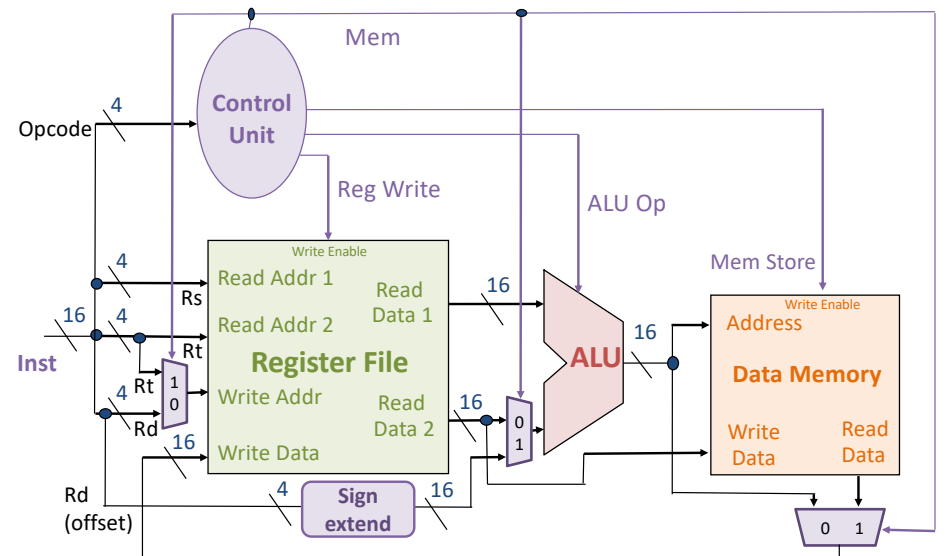 Mem
4
Control
Unit
Opcode
Reg Write
ALU Op
Write Enable
4
Read Addr 1
Rs
Read
Data 1
16
Mem Store
16
4
Read Addr 2
Rt
Inst
Register File
ALU
16
Write Enable
Address
Data Memory
Rt
1
0
Write Addr
4
Rd
Read
Data 2
16
0
1
Write
Data
Read
Data
16
Write Data
Rd
(offset)
4
Sign
extend
16
0 1